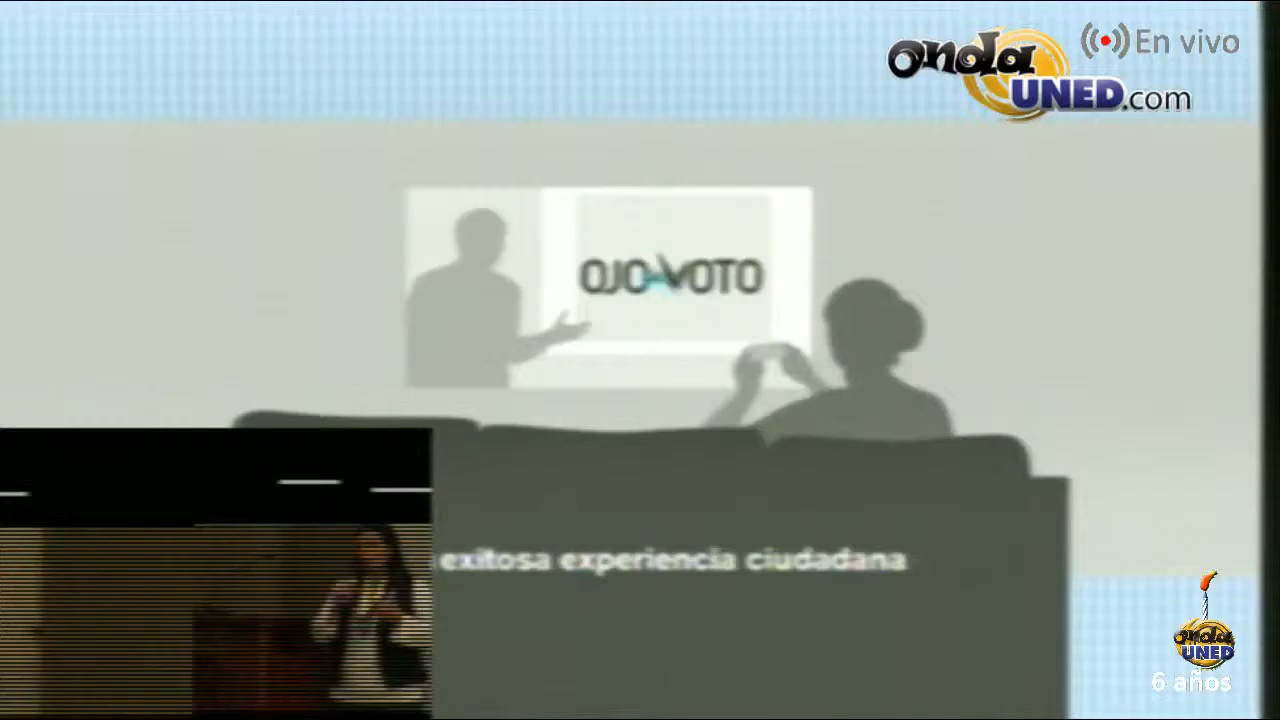 onda
UNED.com
En vivo
OJO VOTO
exitosa experiencia ciudadana
onda
UNED
6 años